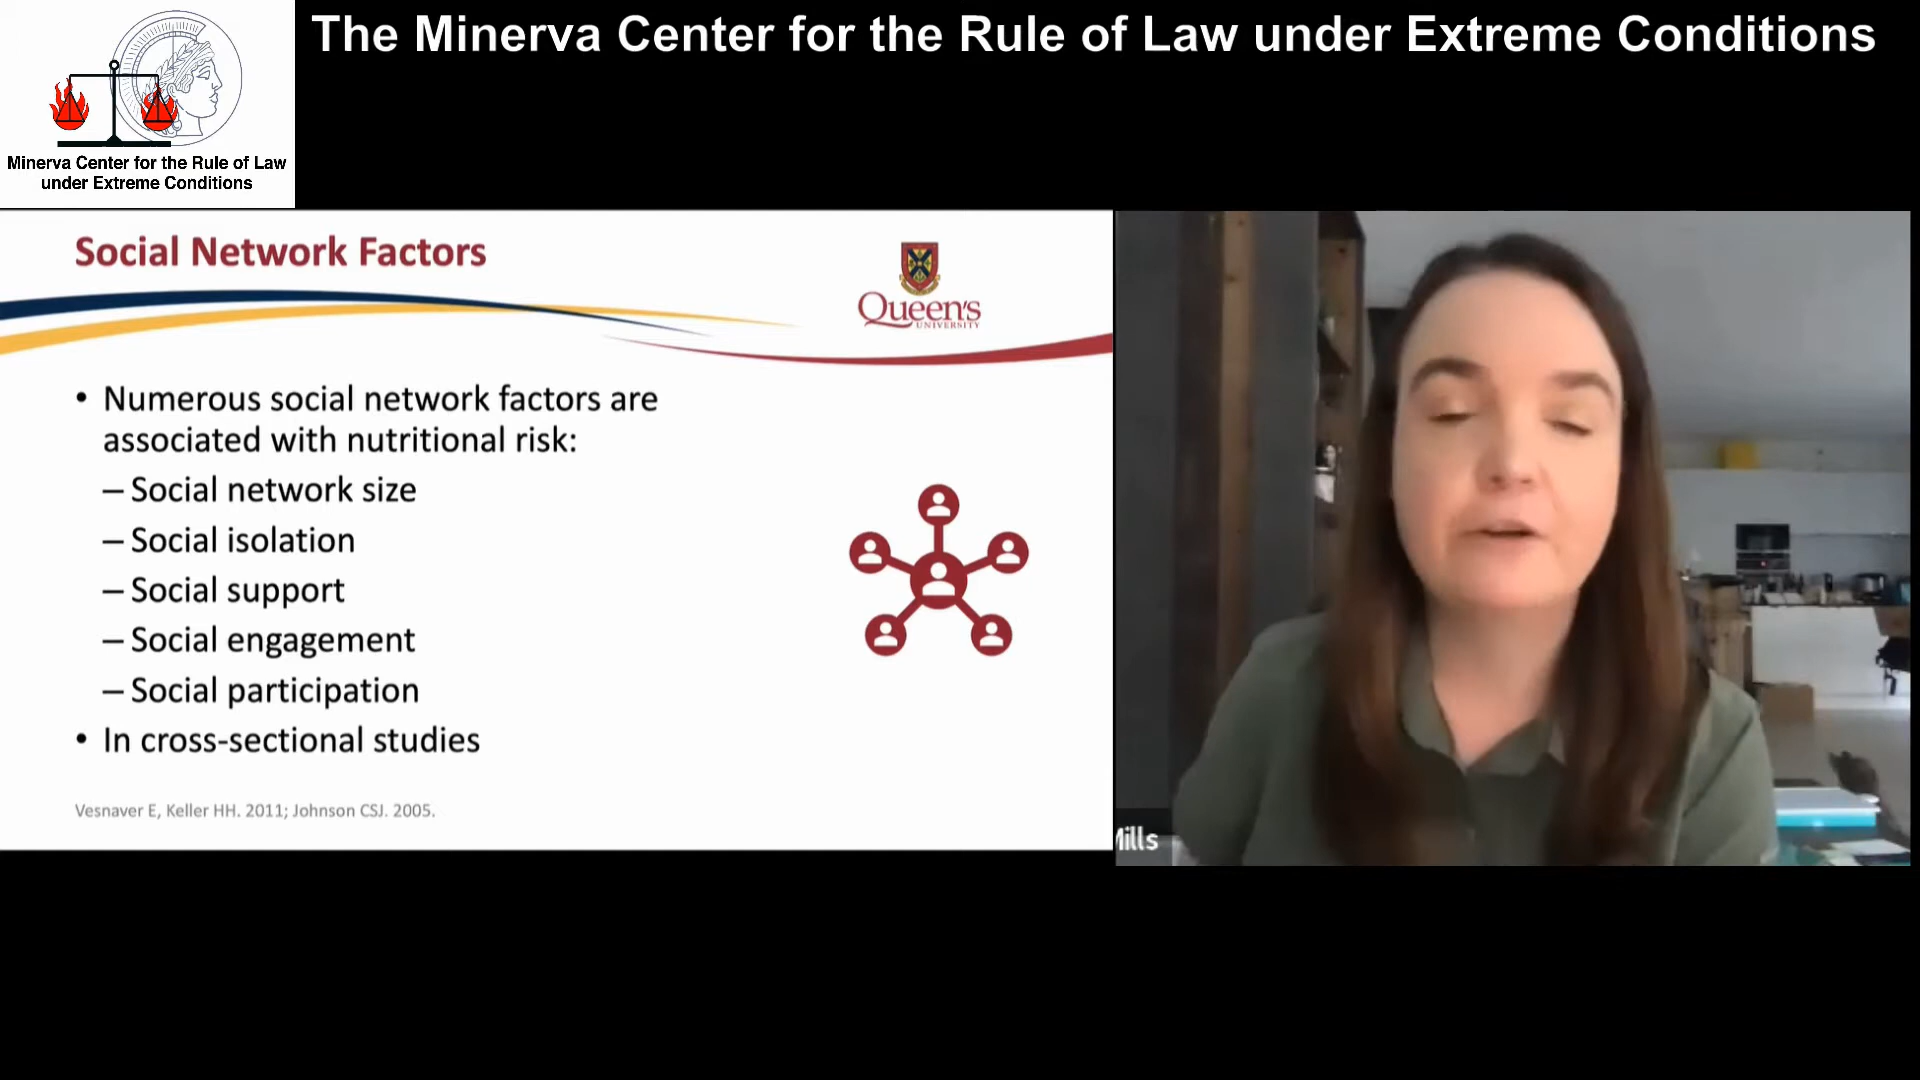 The Minerva Center for the Rule of Law under Extreme Conditions
Minerva Center for the Rule of Law
under Extreme Conditions
Social Network Factors
Queen's
UNIVERSITY
• Numerous social network factors are
associated with nutritional risk:
– Social network size
– Social isolation
– Social support
– Social engagement
– Social participation
• In cross-sectional studies
Vesnaver E, Keller HH. 2011; Johnson CSJ. 2005.
Mills